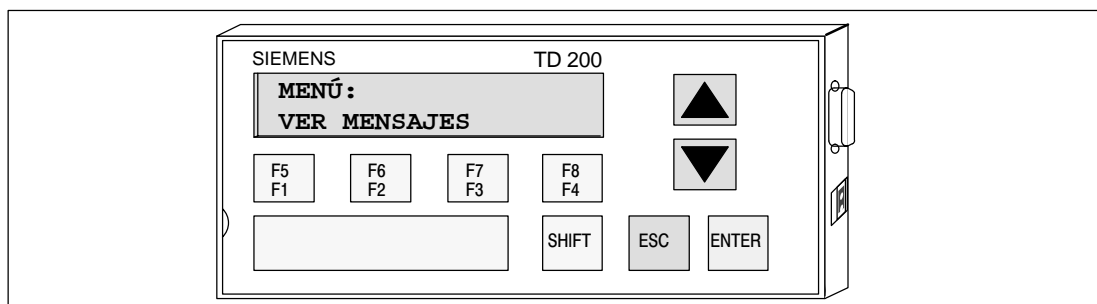 SIEMENS TD 200
MENÚ:
VER MENSAJES
F5 F6 F7 F8
F1 F2 F3 F4
SHIFT ESC ENTER